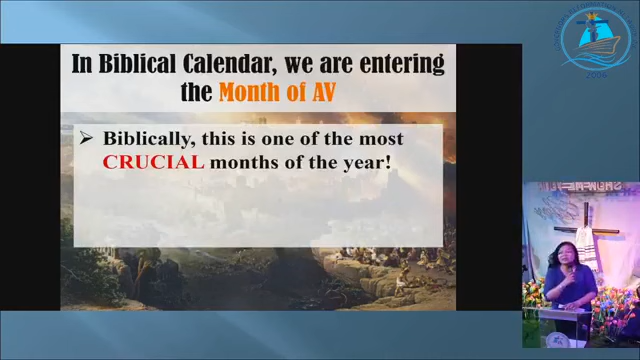 In Biblical Calendar, we are entering
the Month of AV
➢ Biblically, this is one of the most
CRUCIAL months of the year!
2004